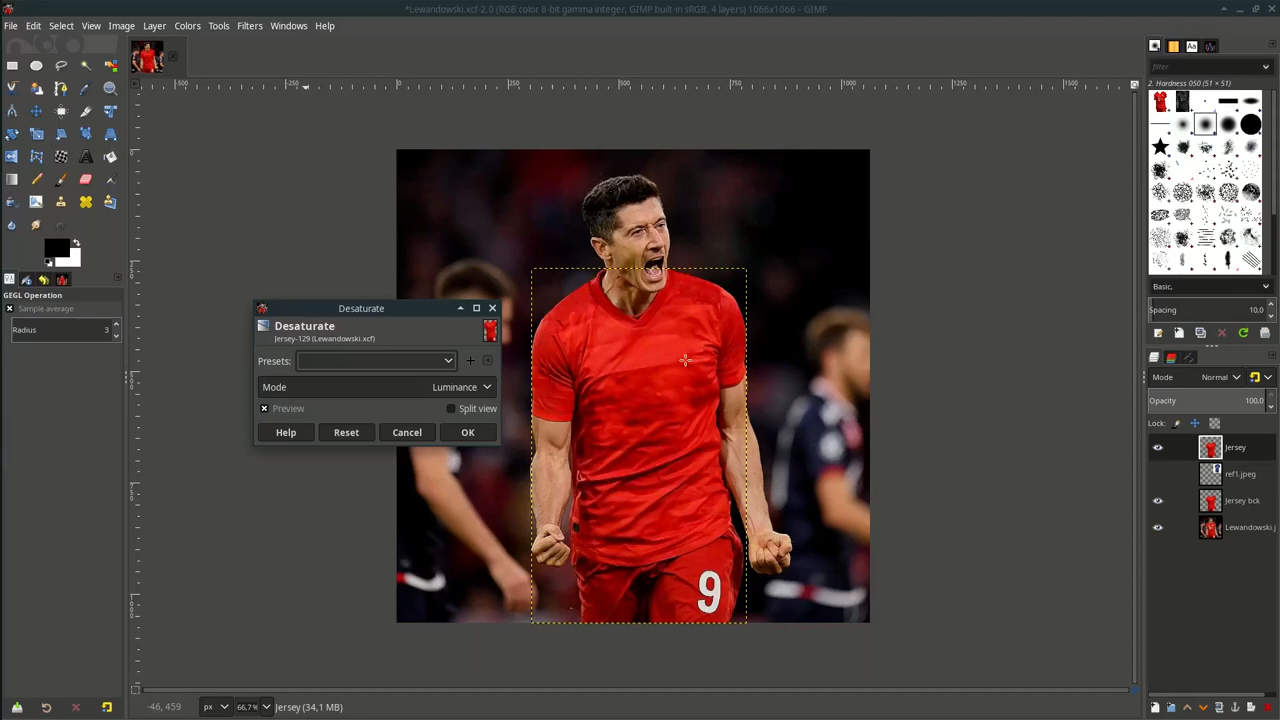 *Lewandowski.xcf-2.0 (RGB color 8-bit gamma integer, GIMP built-in sRGB, 4 layers) 1066x1066 – GIMP
File Edit Select View Image Layer Colors Tools Filters Windows Help
filter
2. Hardness 050 (51 × 51)
GEGL Operation
Sample average
Radius 3
Desaturate
Desaturate
Jersey-129 (Lewandowski.xcf)
Presets:
Mode Luminance
Preview Split view
Help Reset Cancel OK
9
Basic,
Spacing 10,0
Mode Normal
Opacity 100,0
Lock:
Jersey
ref1.jpeg
Jersey bck
Lewandowski.j
-46, 459 px 66,7% Jersey (34,1 MB)